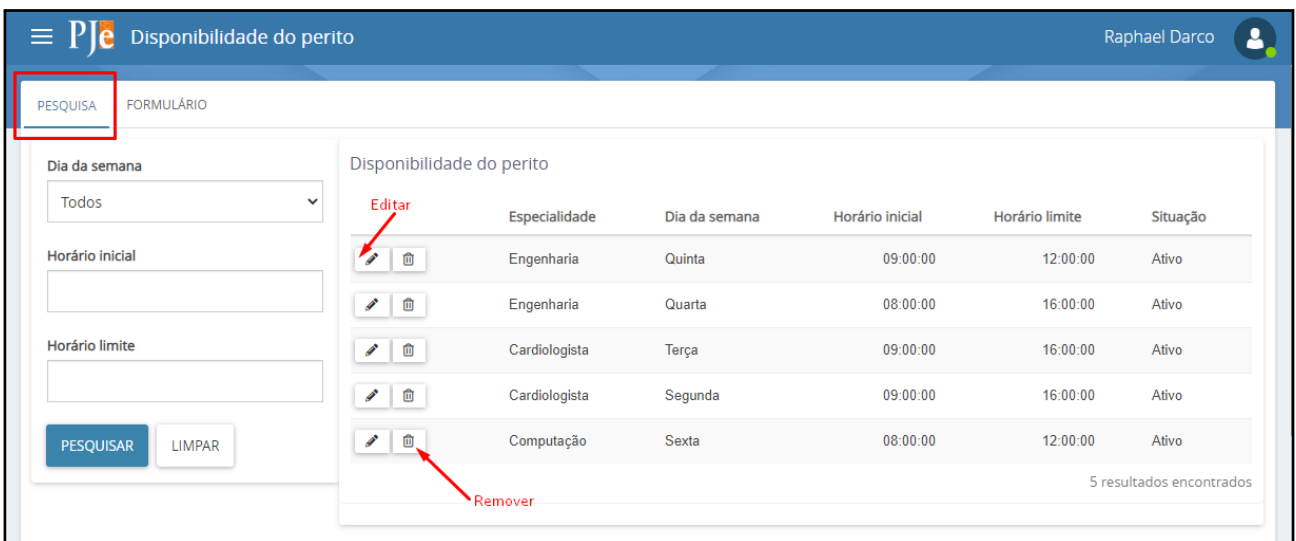 PJe Disponibilidade do perito Raphael Darco
PESQUISA FORMULÁRIO
Dia da semana
Todos
Horário inicial
Horário limite
PESQUISAR LIMPAR
Disponibilidade do perito
Editar
Especialidade Dia da semana Horário inicial Horário limite Situação
Engenharia Quinta 09:00:00 12:00:00 Ativo
Engenharia Quarta 08:00:00 16:00:00 Ativo
Cardiologista Terça 09:00:00 16:00:00 Ativo
Cardiologista Segunda 09:00:00 16:00:00 Ativo
Computação Sexta 08:00:00 12:00:00 Ativo
5 resultados encontrados
Remover